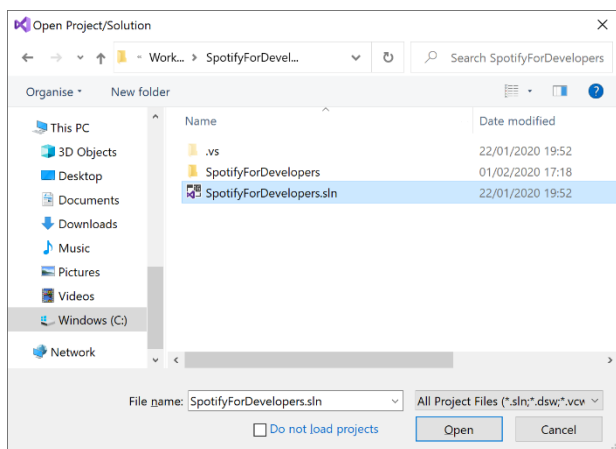 Open Project/Solution
« Work... > SpotifyForDevel...
Search SpotifyForDevelopers
Organise
New folder
This PC
3D Objects
Desktop
Documents
Downloads
Music
Pictures
Videos
Windows (C:)
Network
Name Date modified
.vs 22/01/2020 19:52
SpotifyForDevelopers 01/02/2020 17:18
SpotifyForDevelopers.sln 22/01/2020 19:52
File name: SpotifyForDevelopers.sln
All Project Files (*.sln;*.dsw;*.vcw
Do not load projects
Open
Cancel